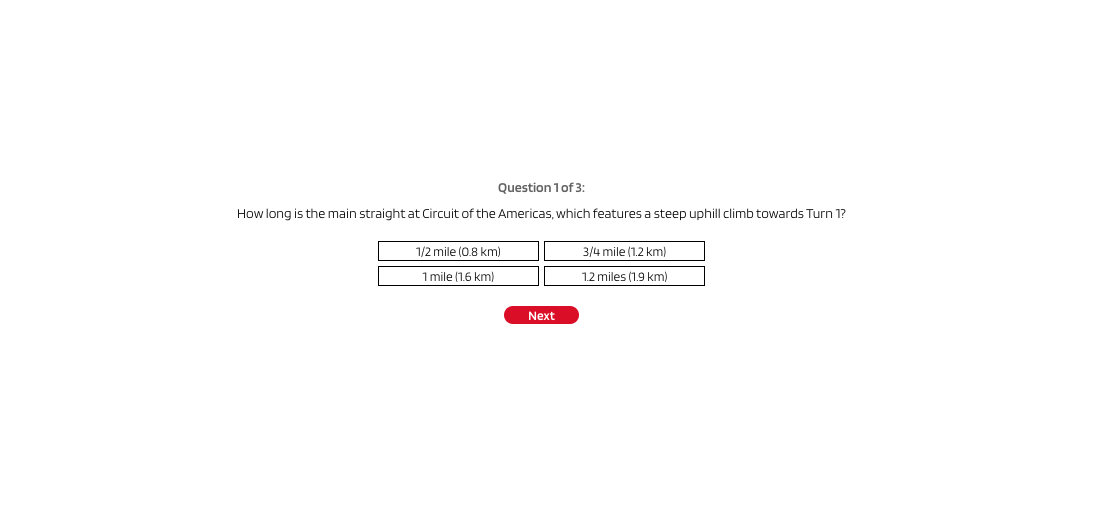 Question 1 of 3:
How long is the main straight at Circuit of the Americas, which features a steep uphill climb towards Turn 1?
1/2 mile (0.8 km) 3/4 mile (1.2 km)
1 mile (1.6 km) 1.2 miles (1.9 km)
Next